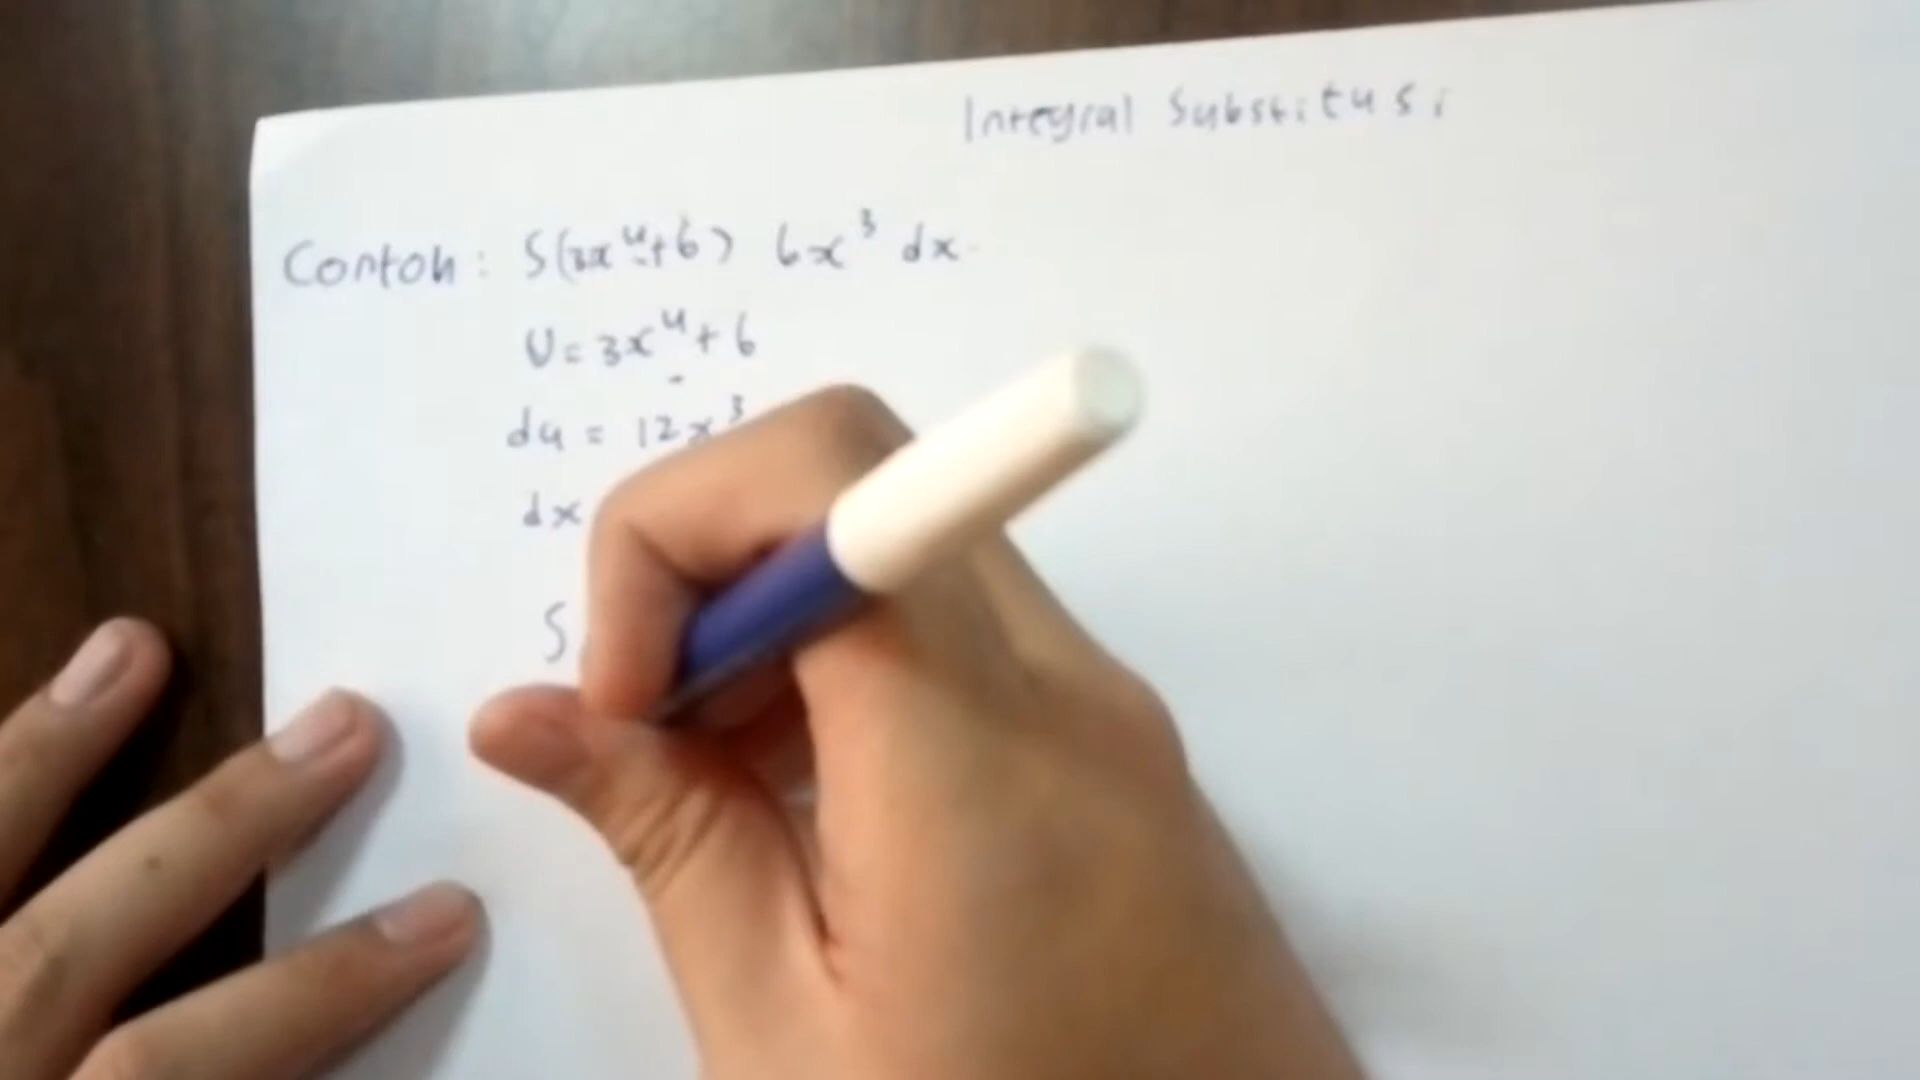 Integral Substitusi
Contoh: ∫(3x⁴+6) 6x³ dx
U = 3x⁴ + 6
du = 12x³
dx
∫